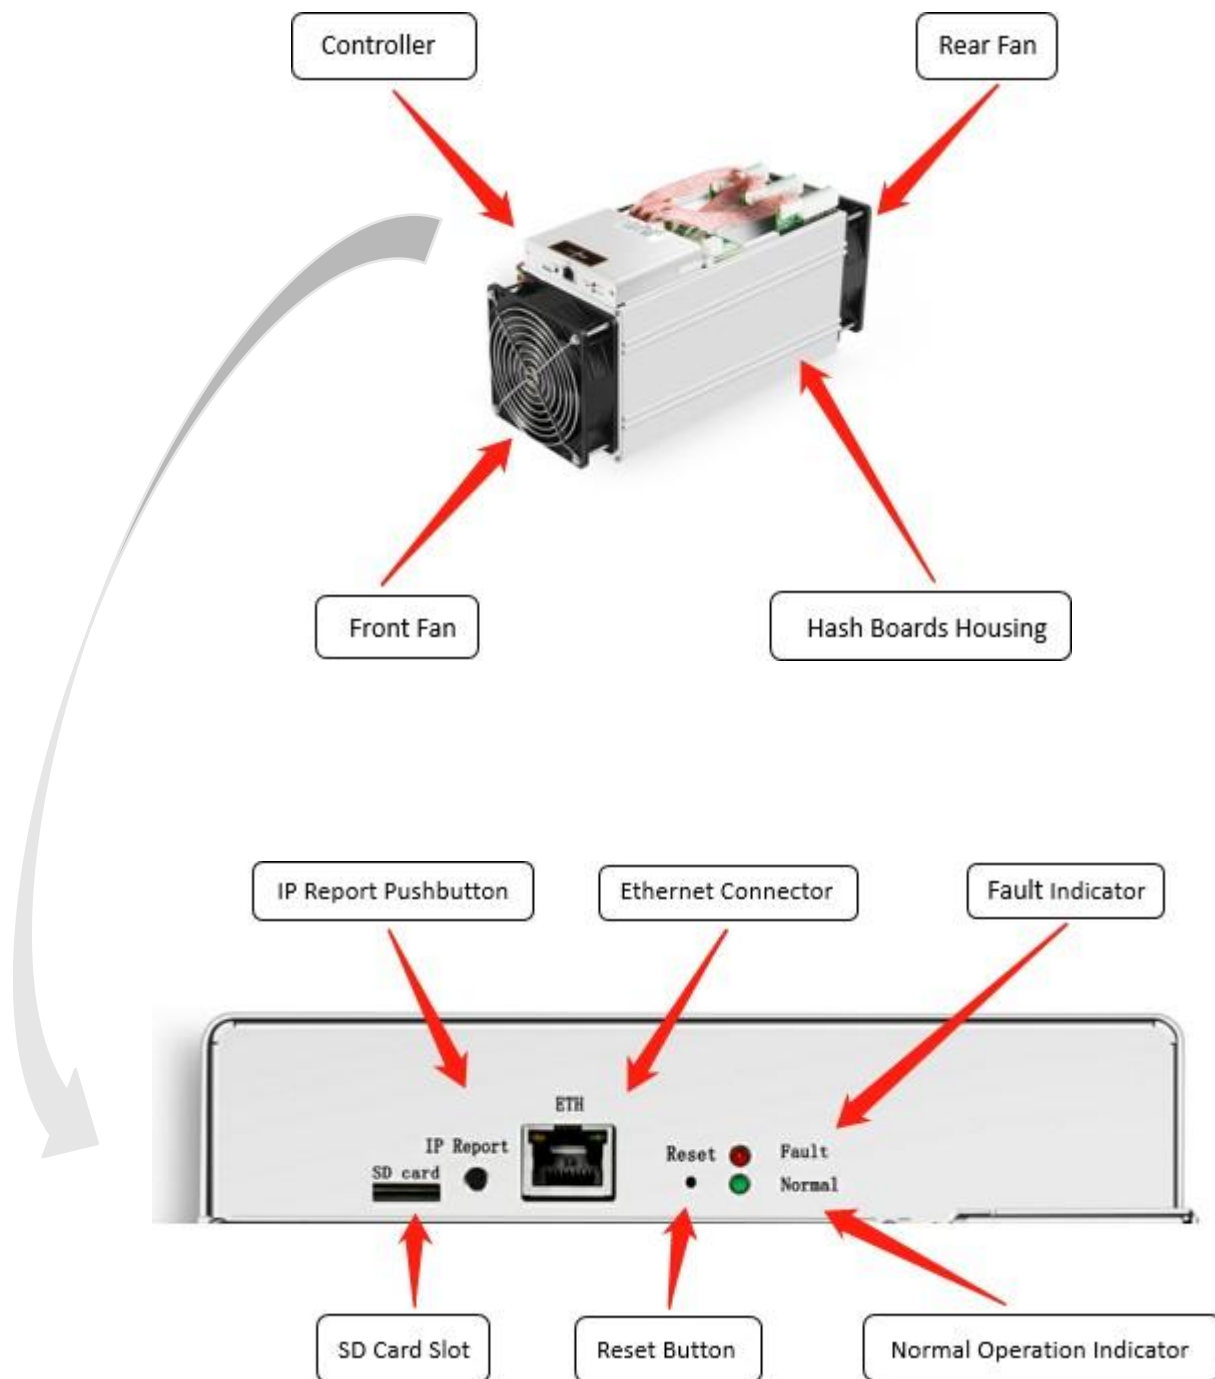 Controller
Rear Fan
Front Fan
Hash Boards Housing
IP Report Pushbutton
Ethernet Connector
Fault Indicator
ETH
IP Report
SD card
Reset
Fault
Normal
SD Card Slot
Reset Button
Normal Operation Indicator